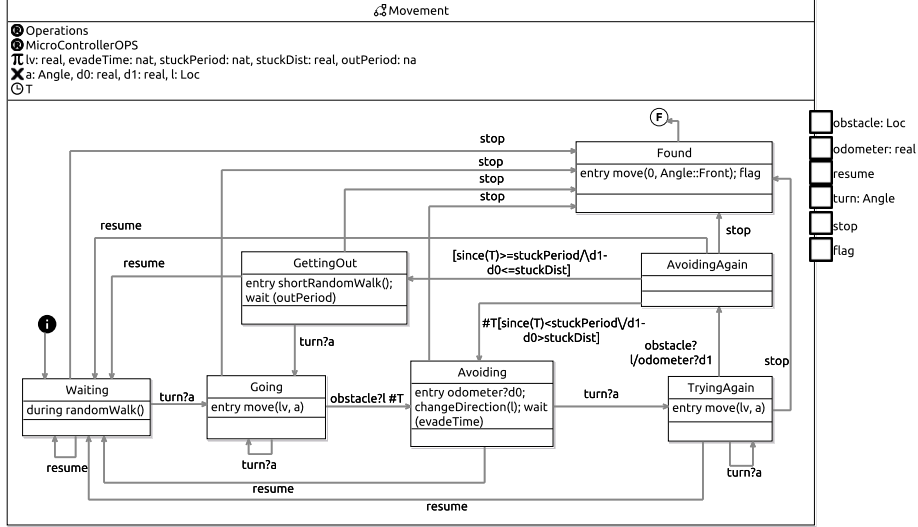 Movement
Operations
MicroControllerOPS
lv: real, evadeTime: nat, stuckPeriod: nat, stuckDist: real, outPeriod: na
a: Angle, d0: real, d1: real, l: Loc
T
obstacle: Loc
odometer: real
resume
turn: Angle
stop
flag
F
stop
Found
entry move(0, Angle::Front); flag
stop
stop
stop
resume
stop
resume
GettingOut
entry shortRandomWalk();
wait (outPeriod)
[since(T)>=stuckPeriod/\d1-
d0<=stuckDist]
AvoidingAgain
i
turn?a
#T[since(T)<stuckPeriod\/d1-
d0>stuckDist]
obstacle?
l/odometer?d1
stop
Waiting
during randomWalk()
turn?a
Going
entry move(lv, a)
obstacle?l #T
Avoiding
entry odometer?d0;
changeDirection(l); wait
(evadeTime)
turn?a
TryingAgain
entry move(lv, a)
resume
turn?a
turn?a
resume
resume